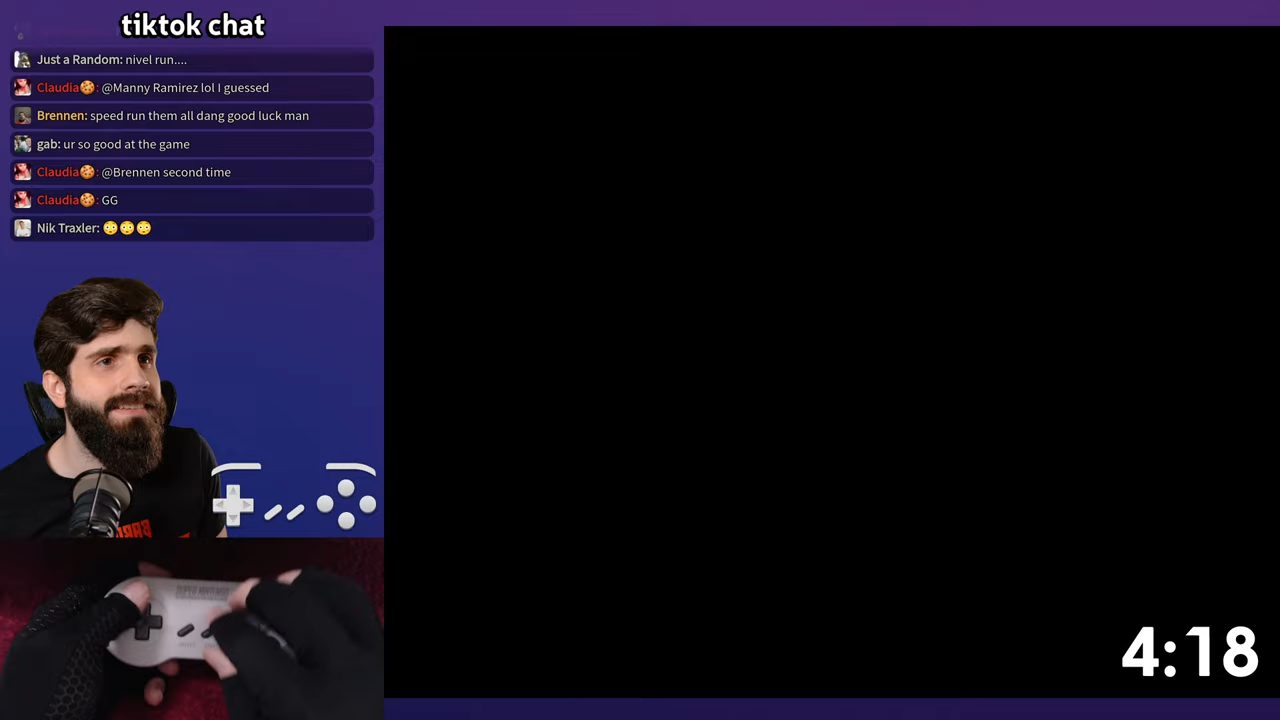 tiktok chat
Just a Random: nivel run....
Claudia🍪: @Manny Ramirez lol I guessed
Brennen: speed run them all dang good luck man
gab: ur so good at the game
Claudia🍪: @Brennen second time
Claudia🍪: GG
Nik Traxler: 😳😳😳
4:18